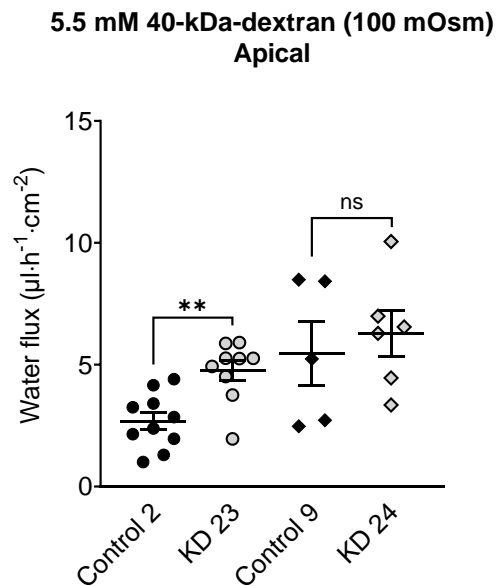 5.5 mM 40-kDa-dextran (100 mOsm)
Apical
Water flux (µl·h⁻¹·cm⁻²)
15
10
5
0
**
ns
Control 2
KD 23
Control 9
KD 24